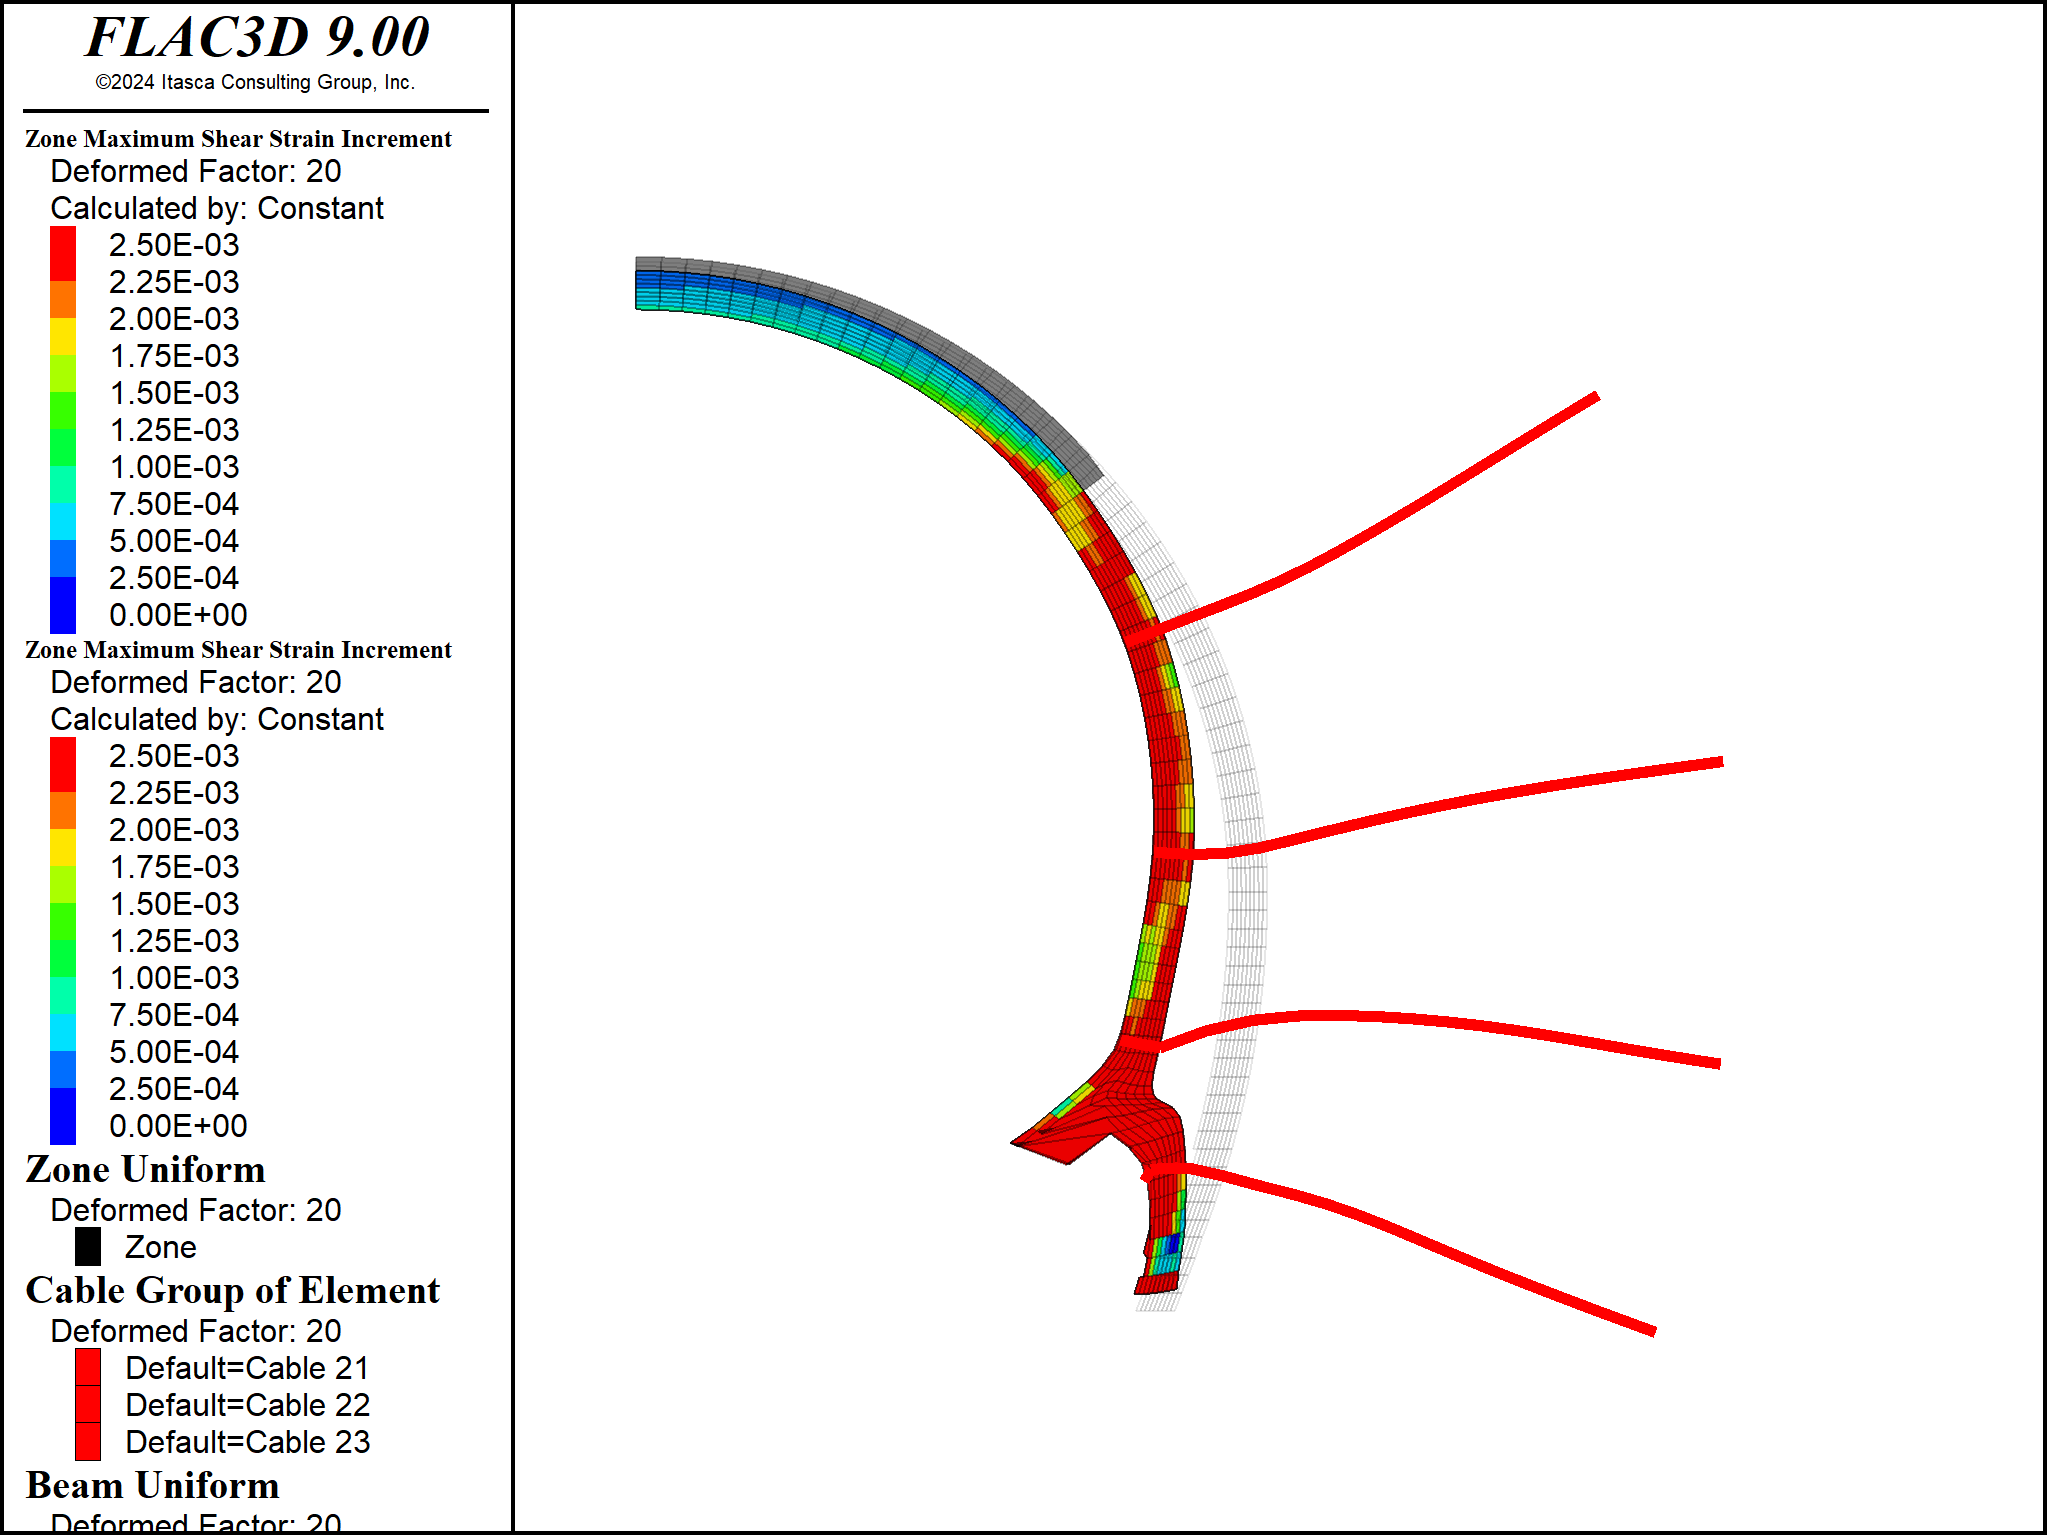 FLAC3D 9.00
©2024 Itasca Consulting Group, Inc.
Zone Maximum Shear Strain Increment
Deformed Factor: 20
Calculated by: Constant
2.50E-03
2.25E-03
2.00E-03
1.75E-03
1.50E-03
1.25E-03
1.00E-03
7.50E-04
5.00E-04
2.50E-04
0.00E+00
Zone Maximum Shear Strain Increment
Deformed Factor: 20
Calculated by: Constant
2.50E-03
2.25E-03
2.00E-03
1.75E-03
1.50E-03
1.25E-03
1.00E-03
7.50E-04
5.00E-04
2.50E-04
0.00E+00
Zone Uniform
Deformed Factor: 20
Zone
Cable Group of Element
Deformed Factor: 20
Default=Cable 21
Default=Cable 22
Default=Cable 23
Beam Uniform
Deformed Factor: 20